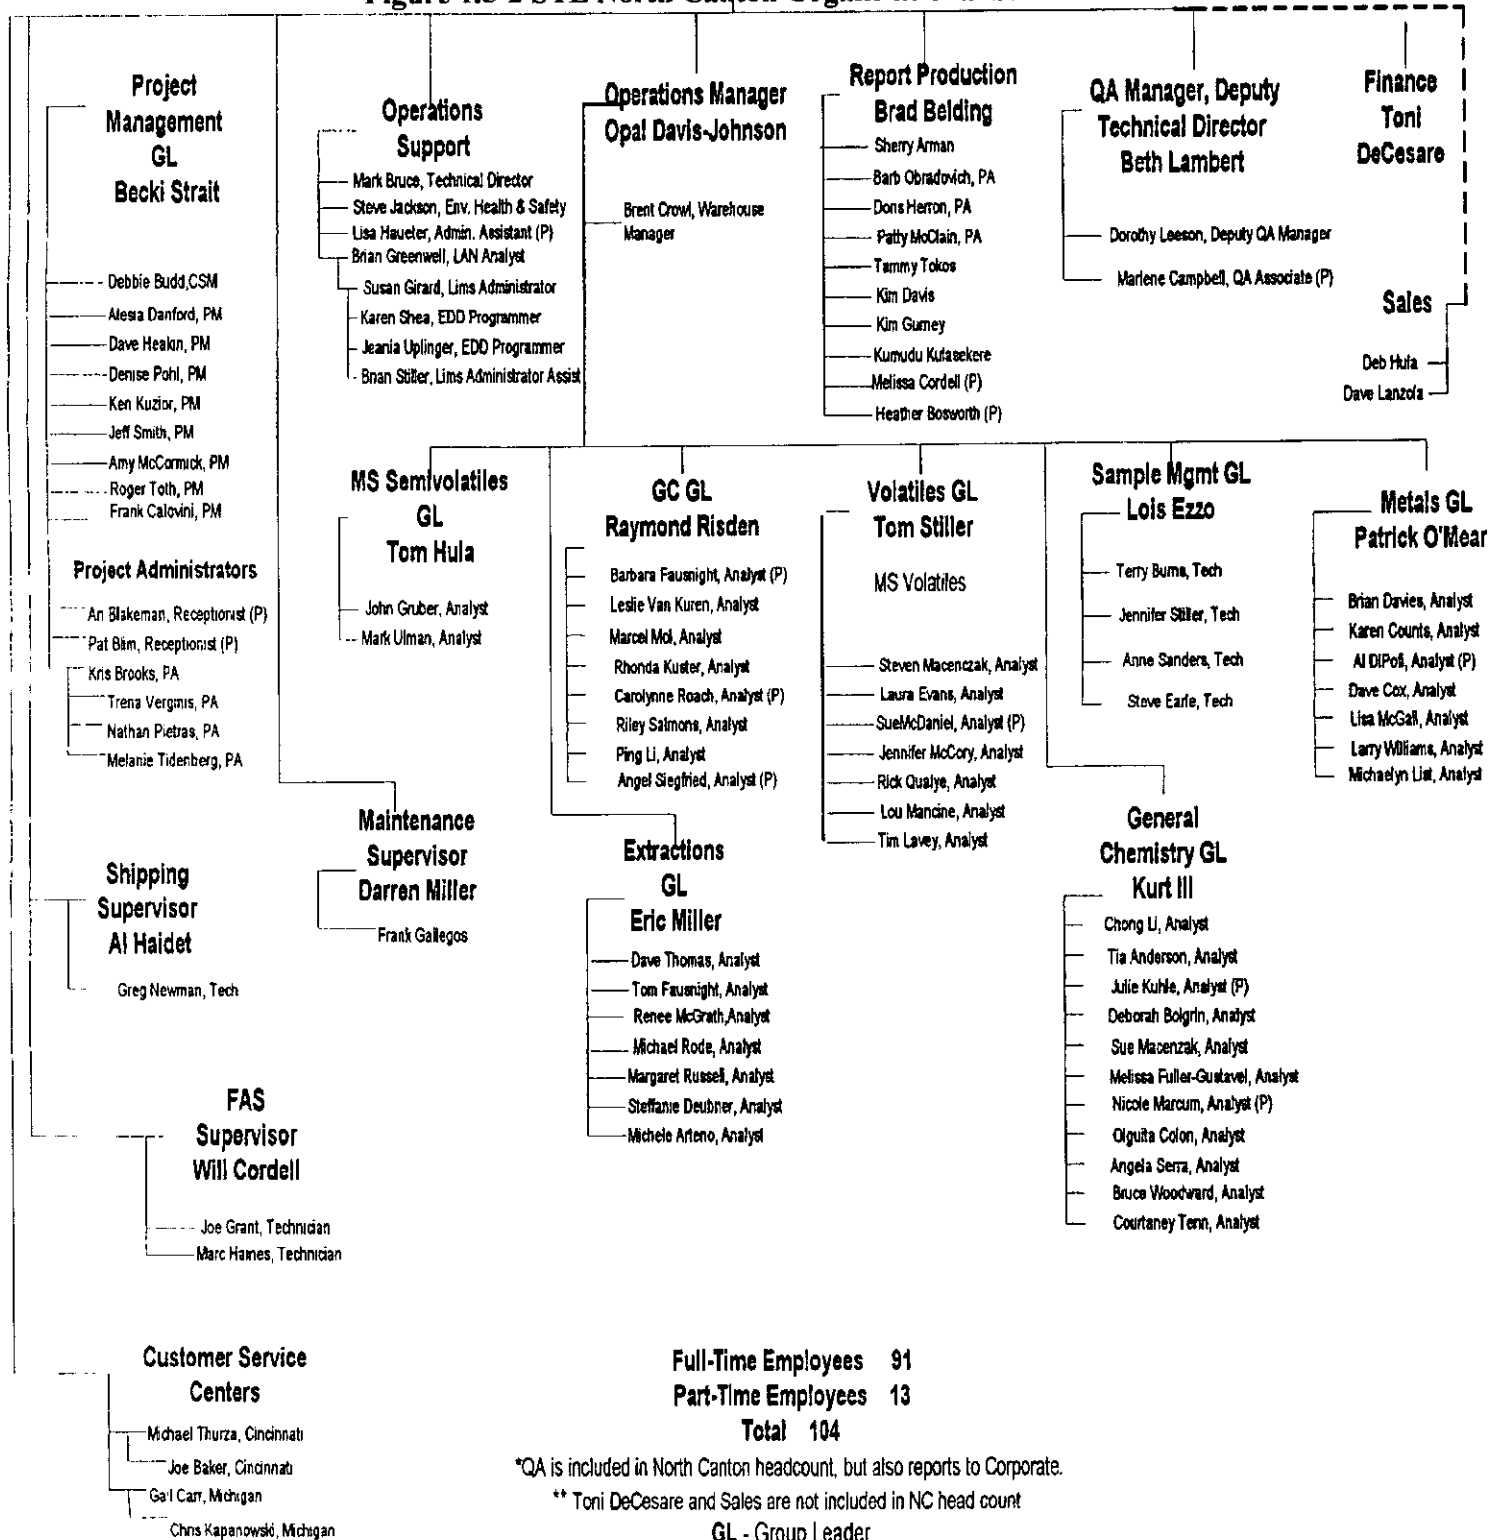 Project
Management
GL
Becki Strait
Debbie Budd,CSM
Alesia Danford, PM
Dave Heakin, PM
Denise Pohl, PM
Ken Kuzior, PM
Jeff Smith, PM
Amy McCormick, PM
Roger Toth, PM
Frank Calovini, PM
Project Administrators
Ari Blakeman, Receptionist (P)
Pat Blim, Receptionist (P)
Kris Brooks, PA
Trena Verginis, PA
Nathan Pietras, PA
Melanie Tidenberg, PA
Operations
Support
Mark Bruce, Technical Director
Steve Jackson, Env. Health & Safety
Lisa Haueter, Admin. Assistant (P)
Brian Greenwell, LAN Analyst
Susan Girard, Lims Administrator
Karen Shea, EDD Programmer
Jeania Uplinger, EDD Programmer
Brian Stiller, Lims Administrator Assist
Operations Manager
Opal Davis-Johnson
Brent Crowl, Warehouse
Manager
Report Production
Brad Belding
Sherry Arman
Barb Obradovich, PA
Doris Herron, PA
Patty McClain, PA
Tammy Tokos
Kim Davis
Kim Gurney
Kumudu Kulasekere
Melissa Cordell (P)
Heather Bosworth (P)
QA Manager, Deputy
Technical Director
Beth Lambert
Dorothy Leeson, Deputy QA Manager
Marlene Campbell, QA Associate (P)
Finance
Toni
DeCesare
Sales
Deb Hula
Dave Lanzola
MS Semivolatiles
GL
Tom Hula
John Gruber, Analyst
Mark Ulman, Analyst
GC GL
Raymond Risden
Barbara Fausnight, Analyst (P)
Leslie Van Kuren, Analyst
Marcel Mol, Analyst
Rhonda Kuster, Analyst
Carolynne Roach, Analyst (P)
Riley Salmons, Analyst
Ping Li, Analyst
Angel Siegfried, Analyst (P)
Volatiles GL
Tom Stiller
MS Volatiles
Steven Macenczak, Analyst
Laura Evans, Analyst
SueMcDaniel, Analyst (P)
Jennifer McCory, Analyst
Rick Qualye, Analyst
Lou Mancine, Analyst
Tim Lavey, Analyst
Sample Mgmt GL
Lois Ezzo
Terry Burns, Tech
Jennifer Stiller, Tech
Anne Sanders, Tech
Steve Earle, Tech
Metals GL
Patrick O'Mear
Brian Davies, Analyst
Karen Counts, Analyst
Al DiPoli, Analyst (P)
Dave Cox, Analyst
Lisa McGall, Analyst
Larry Williams, Analyst
Michaelyn List, Analyst
Shipping
Supervisor
Al Haidet
Greg Newman, Tech
Maintenance
Supervisor
Darren Miller
Frank Gallegos
Extractions
GL
Eric Miller
Dave Thomas, Analyst
Tom Fausnight, Analyst
Renee McGrath,Analyst
Michael Rode, Analyst
Margaret Russell, Analyst
Steffanie Deubner, Analyst
Michele Arteno, Analyst
General
Chemistry GL
Kurt Ill
Chong Li, Analyst
Tia Anderson, Analyst
Julie Kuhle, Analyst (P)
Deborah Bolgrin, Analyst
Sue Macenzak, Analyst
Melissa Fuller-Gustavel, Analyst
Nicole Marcum, Analyst (P)
Olguita Colon, Analyst
Angela Serra, Analyst
Bruce Woodward, Analyst
Courtaney Tenn, Analyst
FAS
Supervisor
Will Cordell
Joe Grant, Technician
Marc Haines, Technician
Customer Service
Centers
Michael Thurza, Cincinnati
Joe Baker, Cincinnati
Gail Carr, Michigan
Chris Kapanowski, Michigan
Full-Time Employees 91
Part-Time Employees 13
Total 104
*QA is included in North Canton headcount, but also reports to Corporate.
** Toni DeCesare and Sales are not included in NC head count
GL - Group Leader